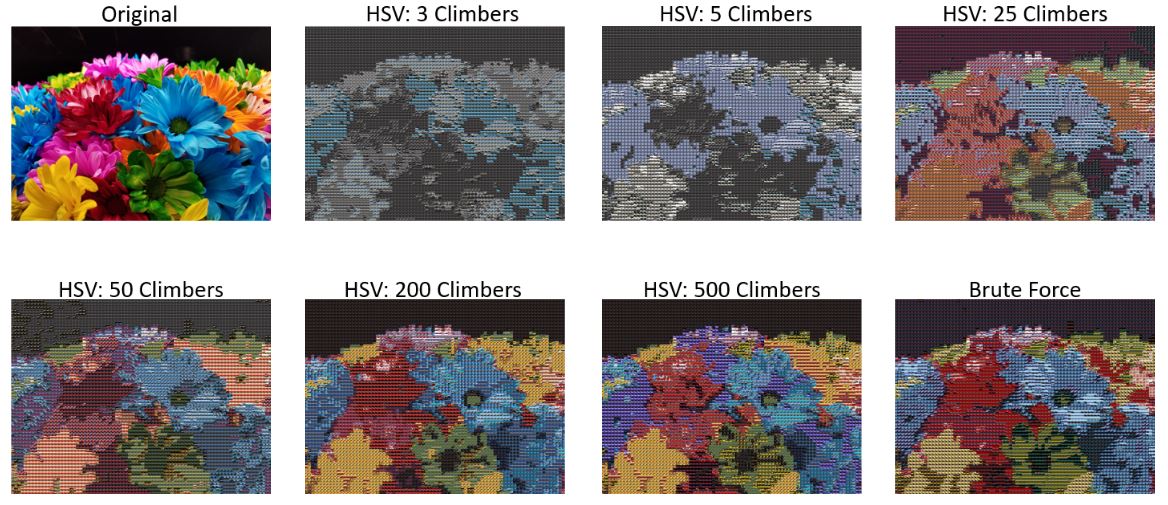 Original
HSV: 3 Climbers
HSV: 5 Climbers
HSV: 25 Climbers
HSV: 50 Climbers
HSV: 200 Climbers
HSV: 500 Climbers
Brute Force